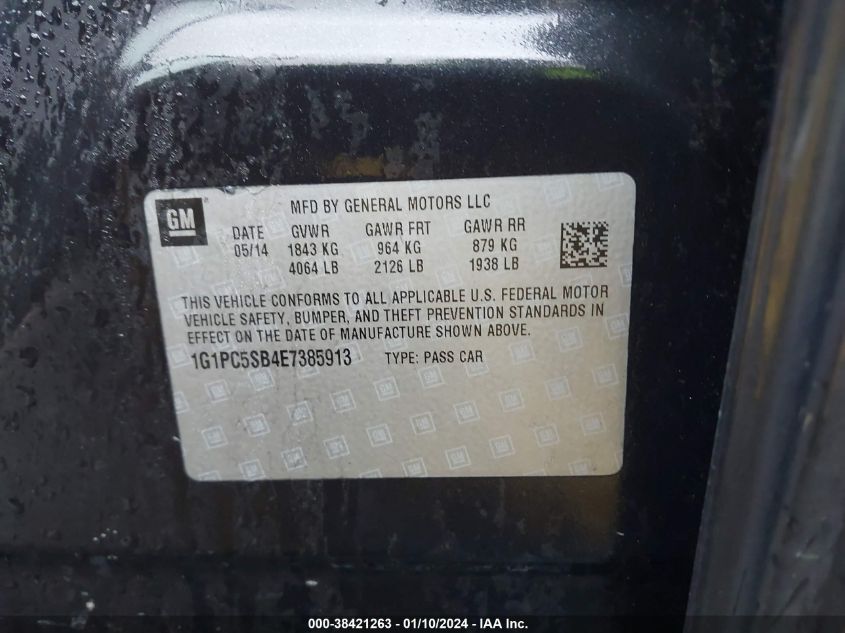 GM
MFD BY GENERAL MOTORS LLC
DATE GVWR GAWR FRT GAWR RR
05/14 1843 KG 964 KG 879 KG
4064 LB 2126 LB 1938 LB
THIS VEHICLE CONFORMS TO ALL APPLICABLE U.S. FEDERAL MOTOR
VEHICLE SAFETY, BUMPER, AND THEFT PREVENTION STANDARDS IN
EFFECT ON THE DATE OF MANUFACTURE SHOWN ABOVE.
1G1PC5SB4E7385913 TYPE: PASS CAR
000-38421263 - 01/10/2024 - IAA Inc.